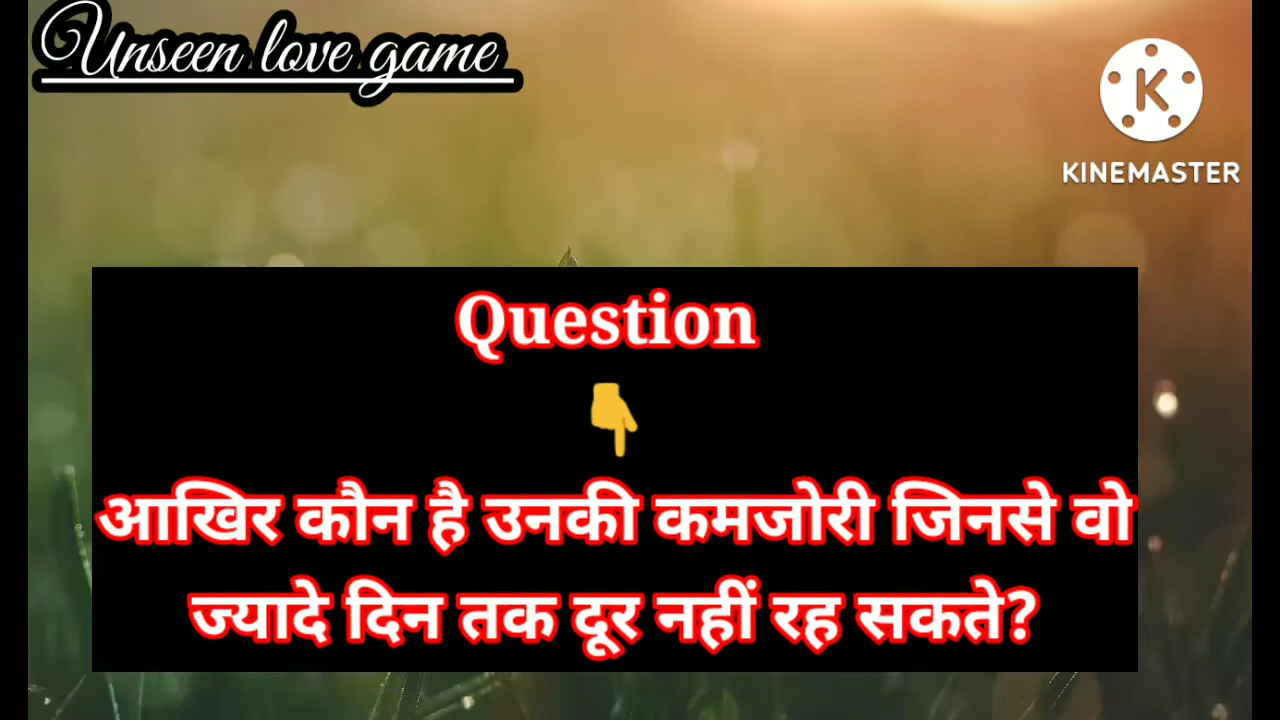 Unseen love game
KINEMASTER
Question
👇
आखिर कौन है उनकी कमजोरी जिनसे वो
ज्यादे दिन तक दूर नहीं रह सकते?